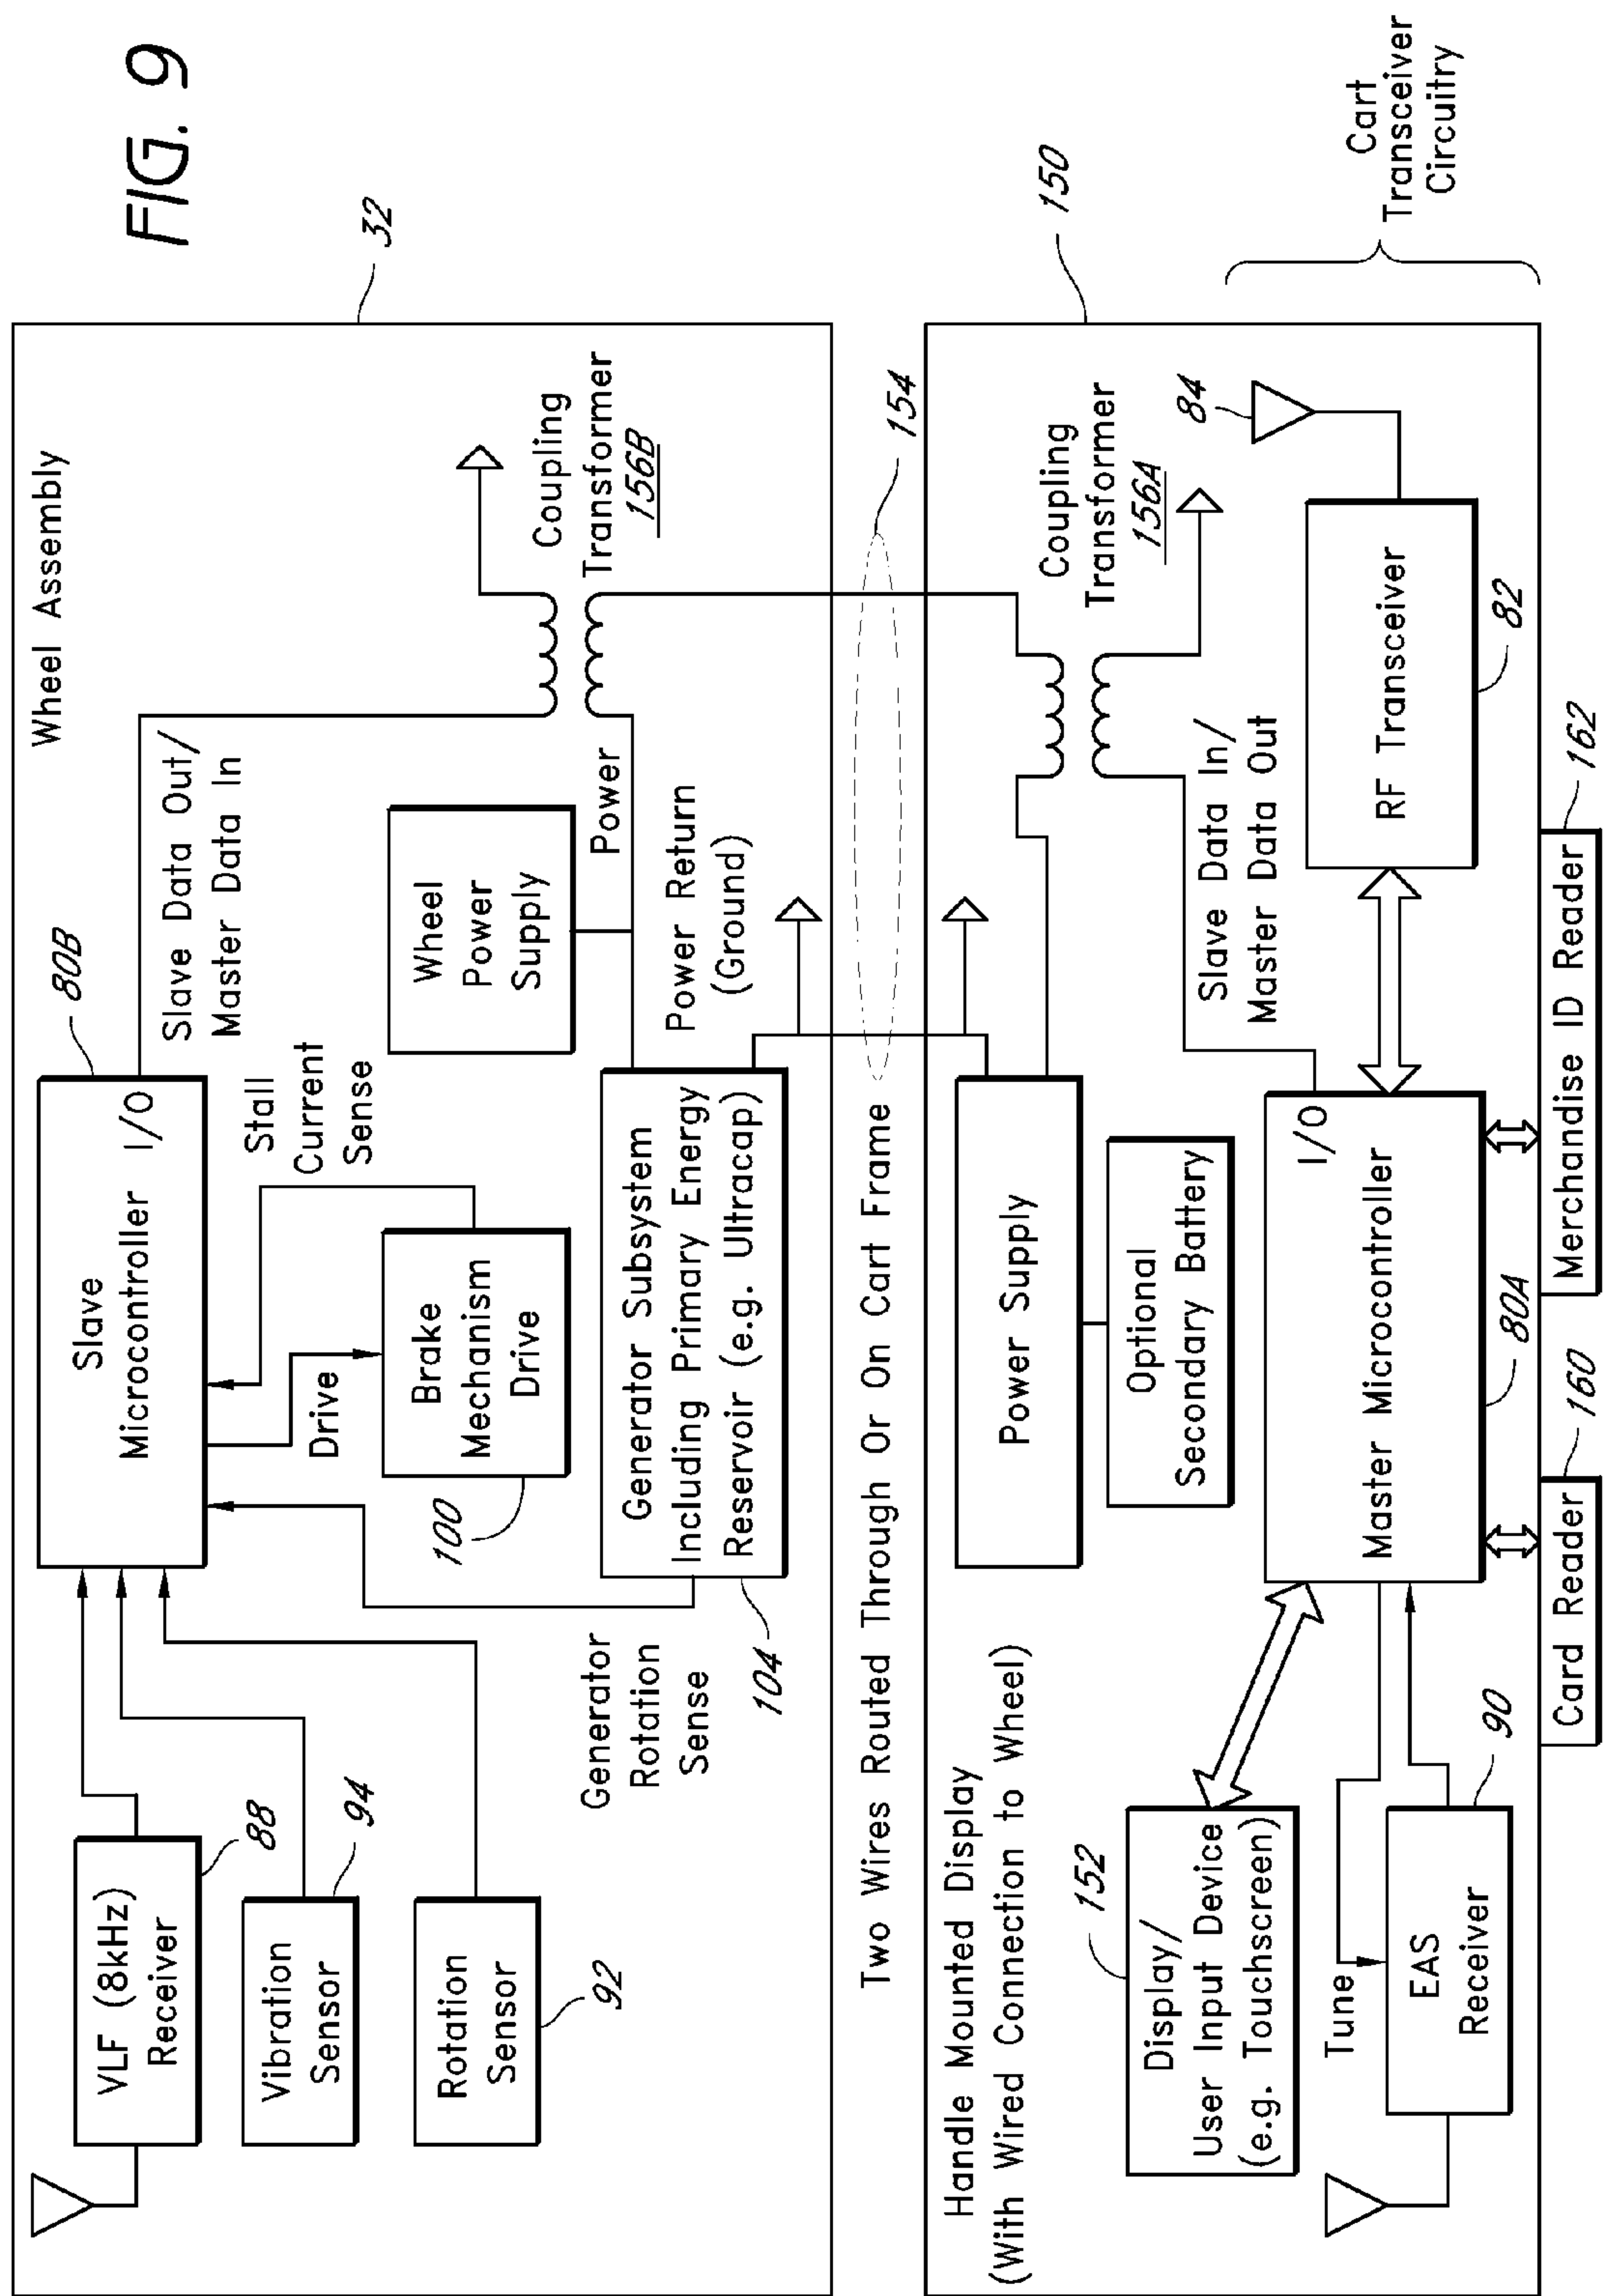 FIG. 9
Wheel Assembly
32
VLF (8kHz)
Receiver
88
Vibration
Sensor
94
Rotation
Sensor
92
Slave
Microcontroller
I/O
80B
Slave Data Out/
Master Data In
Stall
Current
Sense
Drive
Brake
Mechanism
Drive
100
Wheel
Power
Supply
Power
Coupling
Transformer
156B
Generator
Rotation
Sense
Generator Subsystem
Including Primary Energy
Reservoir (e.g. Ultracap)
104
Power Return
(Ground)
Two Wires Routed Through Or On Cart Frame
154
Handle Mounted Display
(With Wired Connection to Wheel)
150
Power Supply
Optional
Secondary Battery
Coupling
Transformer
156A
84
Slave Data In/
Master Data Out
152
Display/
User Input Device
(e.g. Touchscreen)
Tune
EAS
Receiver
90
I/O
Master Microcontroller
80A
RF Transceiver
82
Card Reader
160
Merchandise ID Reader
162
Cart
Transceiver
Circuitry